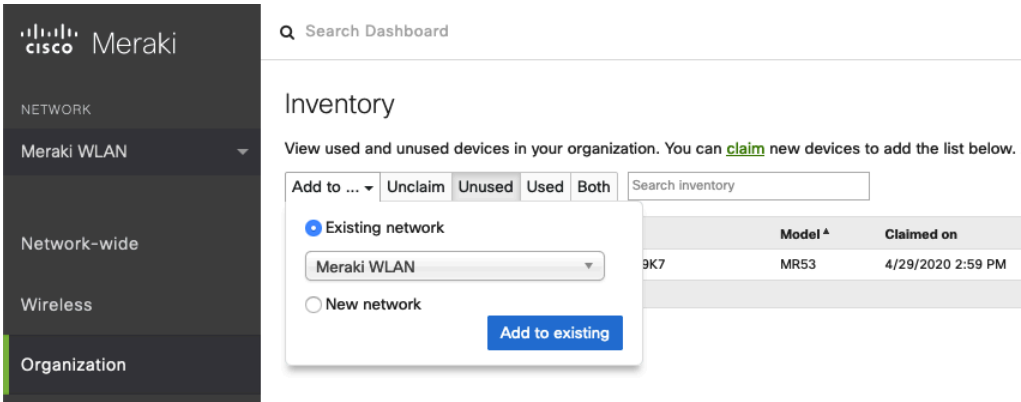 cisco Meraki
Search Dashboard
NETWORK
Meraki WLAN
Network-wide
Wireless
Organization
Inventory
View used and unused devices in your organization. You can claim new devices to add the list below.
Add to ... Unclaim Unused Used Both Search inventory
Existing network
Meraki WLAN
New network
Add to existing
Model Claimed on
9K7 MR53 4/29/2020 2:59 PM